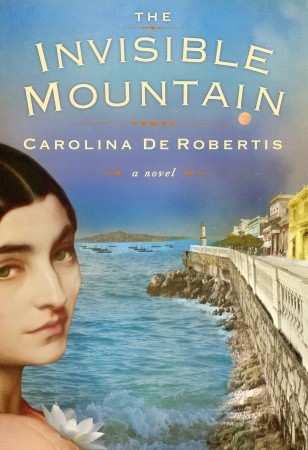 THE
INVISIBLE
MOUNTAIN
CAROLINA DE ROBERTIS
a novel